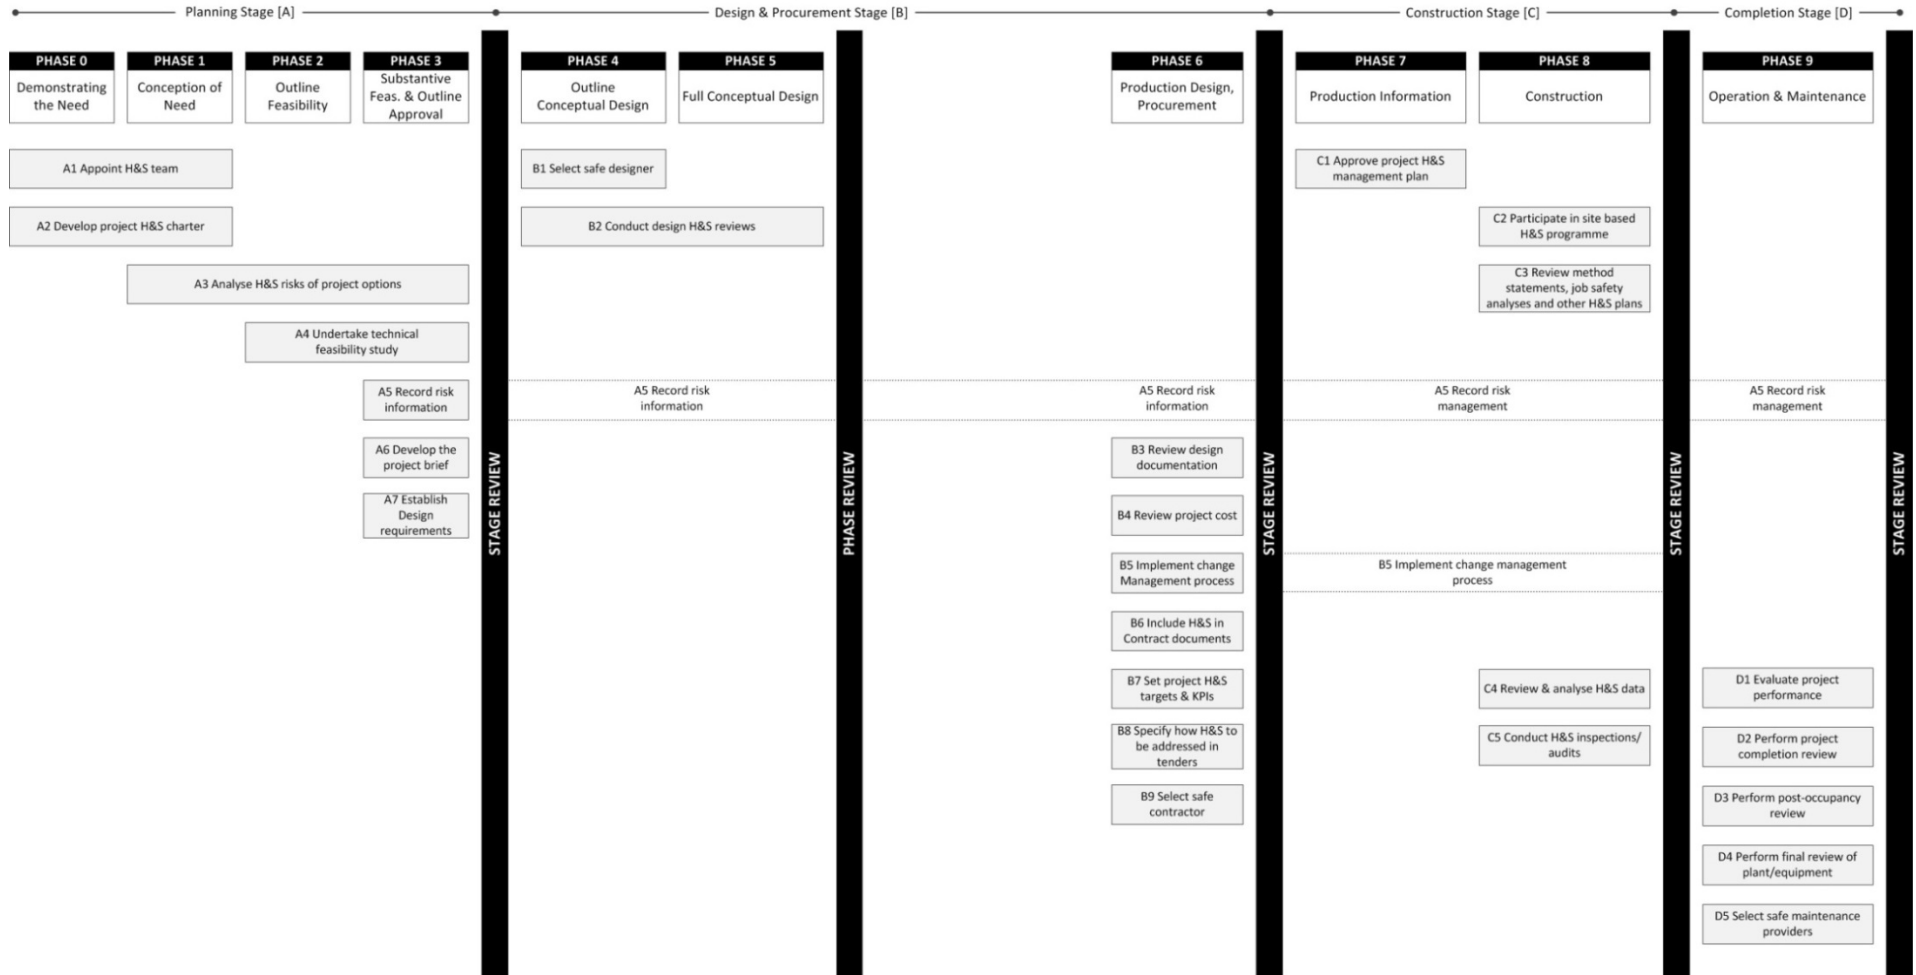 Planning Stage [A]
Design & Procurement Stage [B]
Construction Stage [C]
Completion Stage [D]
PHASE 0
Demonstrating
the Need
PHASE 1
Conception of
Need
PHASE 2
Outline
Feasibility
PHASE 3
Substantive
Feas. & Outline
Approval
PHASE 4
Outline
Conceptual Design
PHASE 5
Full Conceptual Design
PHASE 6
Production Design,
Procurement
PHASE 7
Production Information
PHASE 8
Construction
PHASE 9
Operation & Maintenance
A1 Appoint H&S team
A2 Develop project H&S charter
A3 Analyse H&S risks of project options
A4 Undertake technical
feasibility study
A5 Record risk
information
A6 Develop the
project brief
A7 Establish
Design
requirements
STAGE REVIEW
B1 Select safe designer
B2 Conduct design H&S reviews
A5 Record risk
information
PHASE REVIEW
A5 Record risk
information
B3 Review design
documentation
B4 Review project cost
B5 Implement change
Management process
B6 Include H&S in
Contract documents
B7 Set project H&S
targets & KPIs
B8 Specify how H&S to
be addressed in
tenders
B9 Select safe
contractor
STAGE REVIEW
C1 Approve project H&S
management plan
C2 Participate in site based
H&S programme
C3 Review method
statements, job safety
analyses and other H&S plans
A5 Record risk
management
B5 Implement change management
process
C4 Review & analyse H&S data
C5 Conduct H&S inspections/
audits
STAGE REVIEW
A5 Record risk
management
D1 Evaluate project
performance
D2 Perform project
completion review
D3 Perform post-occupancy
review
D4 Perform final review of
plant/equipment
D5 Select safe maintenance
providers
STAGE REVIEW